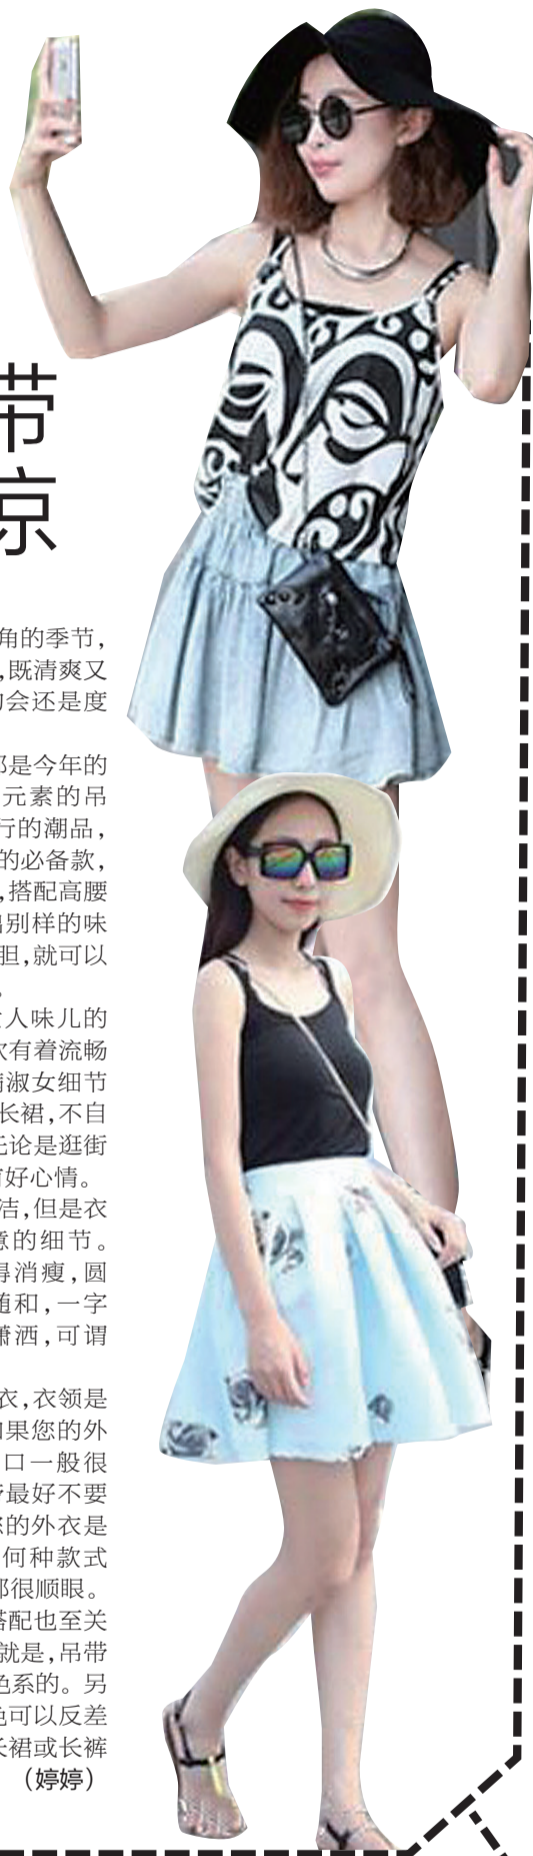 带
京
角的季节,
,既清爽又
约会还是度
都是今年的
元素的吊
行的潮品,
的必备款,
,搭配高腰
出别样的味
胆,就可以
。
女人味儿的
款有着流畅
满淑女细节
长裙,不自
无论是逛街
有好心情。
洁,但是衣
意的细节。
得消瘦,圆
随和,一字
潇洒,可谓
衣,衣领是
如果您的外
口一般很
带最好不要
您的外衣是
何种款式
都很顺眼。
搭配也至关
就是,吊带
色系的。另
色可以反差
长裙或长裤
(婷婷)